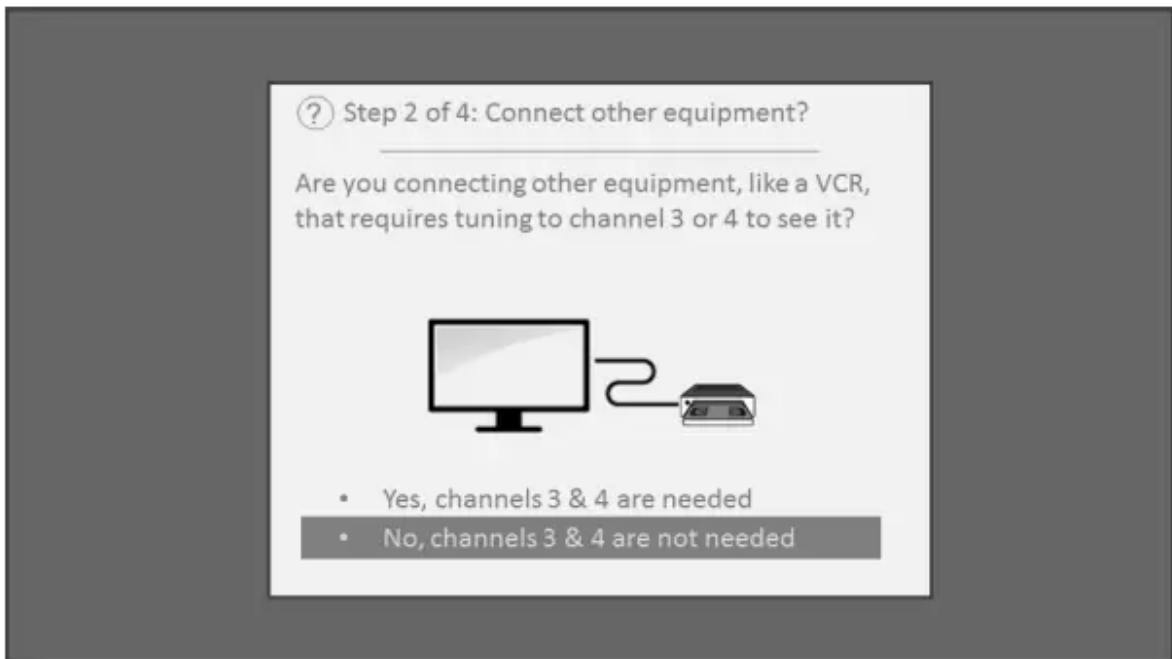 ? Step 2 of 4: Connect other equipment?
Are you connecting other equipment, like a VCR,
that requires tuning to channel 3 or 4 to see it?
• Yes, channels 3 & 4 are needed
• No, channels 3 & 4 are not needed